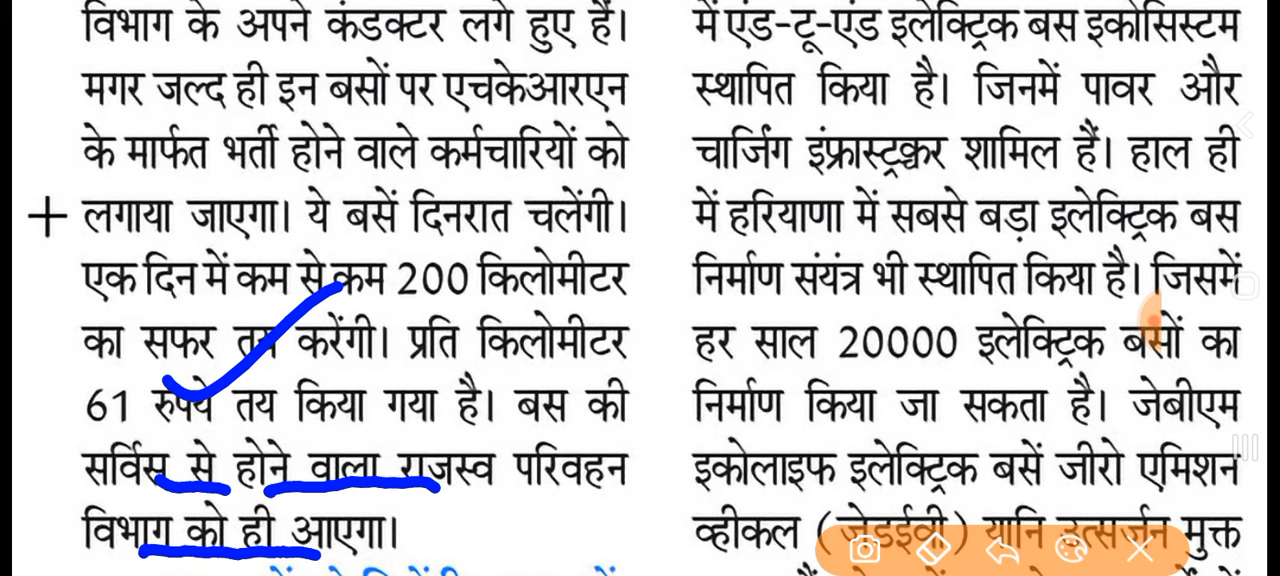 विभाग के अपने कंडक्टर लगे हुए हैं।
मगर जल्द ही इन बसों पर एचकेआरएन
के मार्फत भर्ती होने वाले कर्मचारियों को
लगाया जाएगा। ये बसें दिनरात चलेंगी।
एक दिन में कम से कम 200 किलोमीटर
का सफर तय करेंगी। प्रति किलोमीटर
61 रुपये तय किया गया है। बस की
सर्विस से होने वाला राजस्व परिवहन
विभाग को ही आएगा।
में एंड-टू-एंड इलेक्ट्रिक बस इकोसिस्टम
स्थापित किया है। जिनमें पावर और
चार्जिंग इंफ्रास्ट्रक्चर शामिल हैं। हाल ही
में हरियाणा में सबसे बड़ा इलेक्ट्रिक बस
निर्माण संयंत्र भी स्थापित किया है। जिसमें
हर साल 20000 इलेक्ट्रिक बसों का
निर्माण किया जा सकता है। जेबीएम
इकोलाइफ इलेक्ट्रिक बसें जीरो एमिशन
व्हीकल (जेडईवी) यानि उत्सर्जन मुक्त